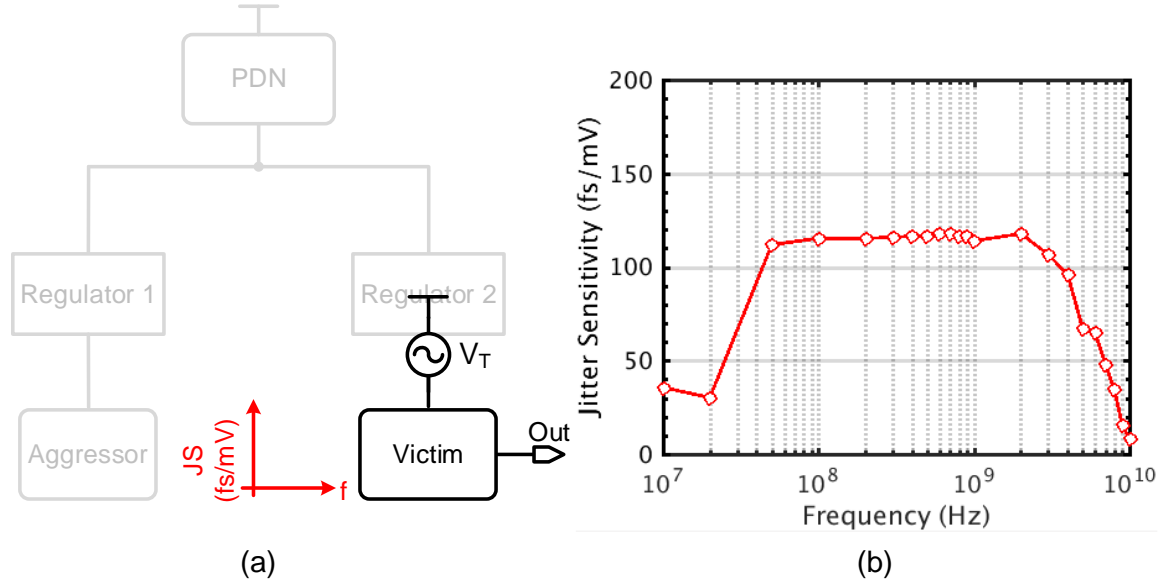 PDN
Regulator 1
Regulator 2
V_T
Aggressor
Victim
Out
JS
(fs/mV)
f
(a)
200
150
100
50
0
Jitter Sensitivity (fs/mV)
10^7
10^8
10^9
10^10
Frequency (Hz)
(b)